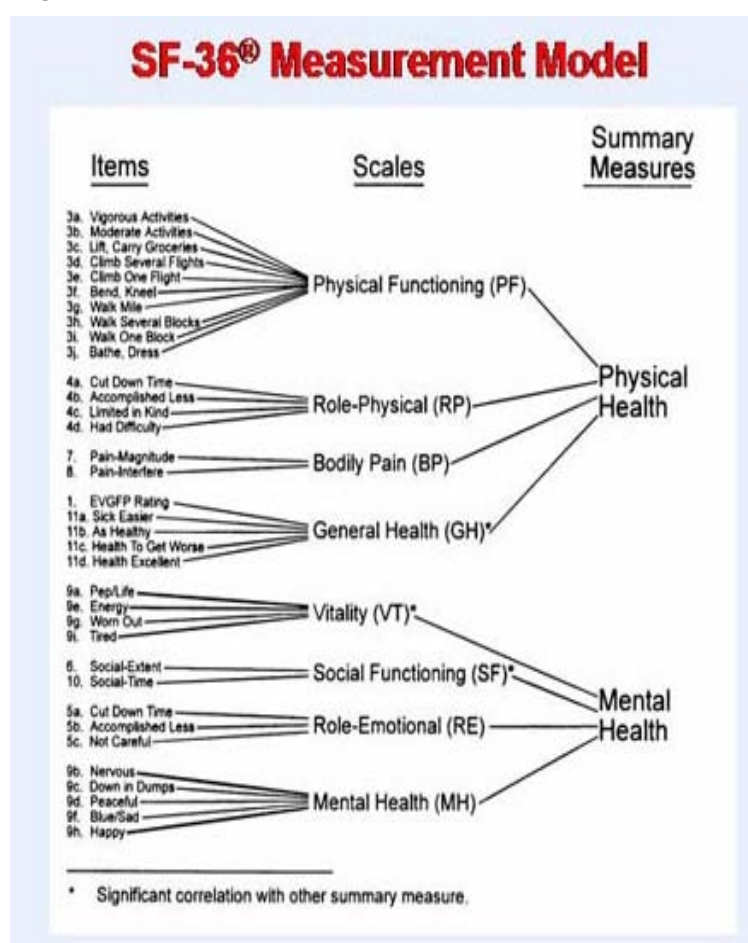 SF-36® Measurement Model
Items
Scales
Summary
Measures
3a. Vigorous Activities
3b. Moderate Activities
3c. Lift, Carry Groceries
3d. Climb Several Flights
3e. Climb One Flight
3f. Bend, Kneel
3g. Walk Mile
3h. Walk Several Blocks
3i. Walk One Block
3j. Bathe, Dress
Physical Functioning (PF)
4a. Cut Down Time
4b. Accomplished Less
4c. Limited in Kind
4d. Had Difficulty
Role-Physical (RP)
7. Pain-Magnitude
8. Pain-Interfere
Bodily Pain (BP)
1. EVGFP Rating
11a. Sick Easier
11b. As Healthy
11c. Health To Get Worse
11d. Health Excellent
General Health (GH)*
Physical
Health
9a. Pep/Life
9e. Energy
9g. Worn Out
9i. Tired
Vitality (VT)*
6. Social-Extent
10. Social-Time
Social Functioning (SF)*
5a. Cut Down Time
5b. Accomplished Less
5c. Not Careful
Role-Emotional (RE)
9b. Nervous
9c. Down in Dumps
9d. Peaceful
9f. Blue/Sad
9h. Happy
Mental Health (MH)
Mental
Health
* Significant correlation with other summary measure.